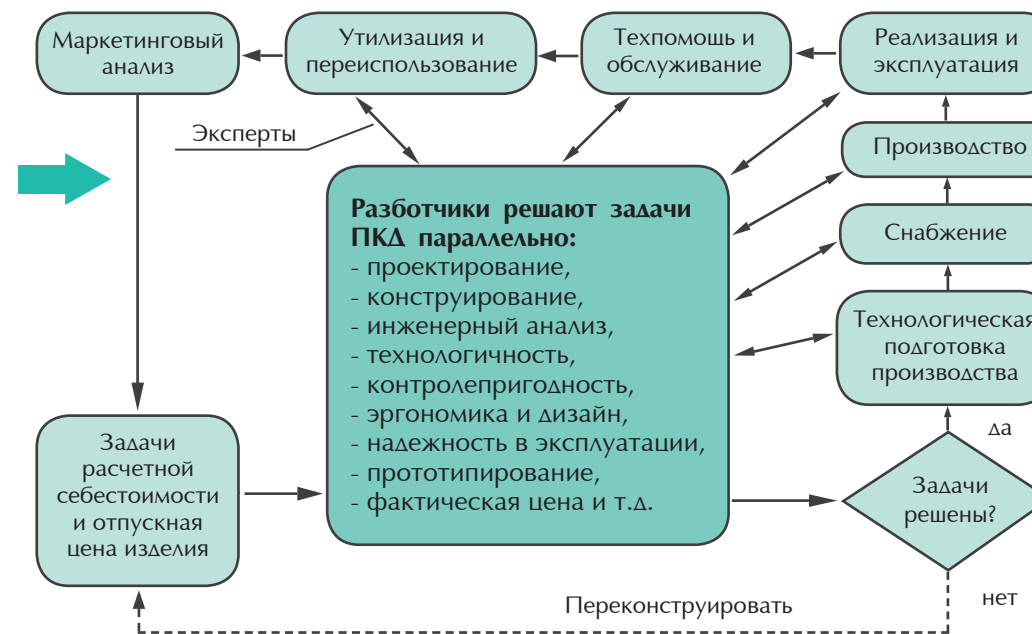 Маркетинговый
анализ
Утилизация и
переиспользование
Техпомощь и
обслуживание
Реализация и
эксплуатация
Эксперты
Производство
Снабжение
Технологическая
подготовка
производства
Разботчики решают задачи
ПКД параллельно:
- проектирование,
- конструирование,
- инженерный анализ,
- технологичность,
- контролепригодность,
- эргономика и дизайн,
- надежность в эксплуатации,
- прототипирование,
- фактическая цена и т.д.
Задачи
расчетной
себестоимости
и отпускная
цена изделия
да
Задачи
решены?
нет
Переконструировать